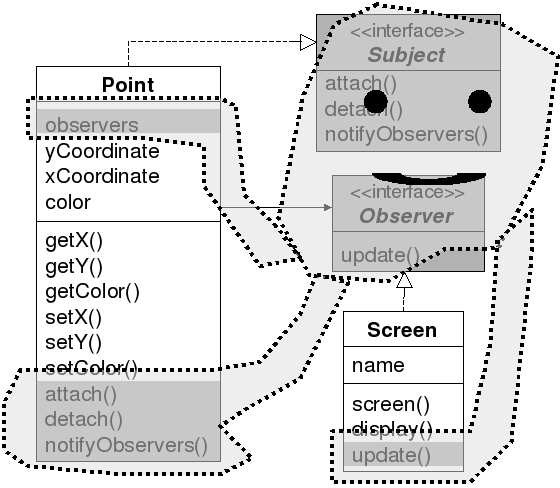 Point
observers
yCoordinate
xCoordinate
color
getX()
getY()
getColor()
setX()
setY()
setColor()
attach()
detach()
notifyObservers()
<<interface>>
Subject
attach()
detach()
notifyObservers()
<<interface>>
Observer
update()
Screen
name
screen()
display()
update()